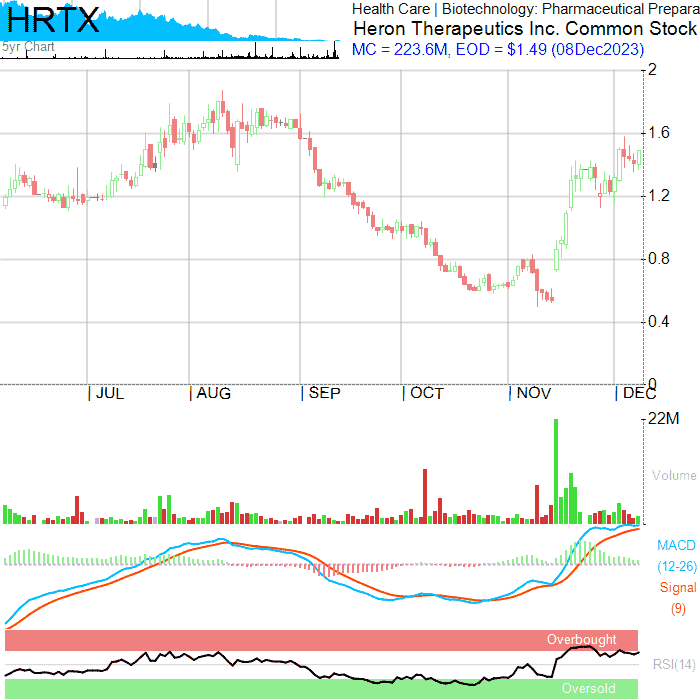 HRTX
5yr Chart
Health Care | Biotechnology: Pharmaceutical Prepara
Heron Therapeutics Inc. Common Stock
MC = 223.6M, EOD = $1.49 (08Dec2023)
2
1.6
1.2
0.8
0.4
0
| JUL | AUG | SEP | OCT | NOV | DEC
22M
Volume
MACD
(12-26)
Signal
(9)
Overbought
RSI(14)
Oversold